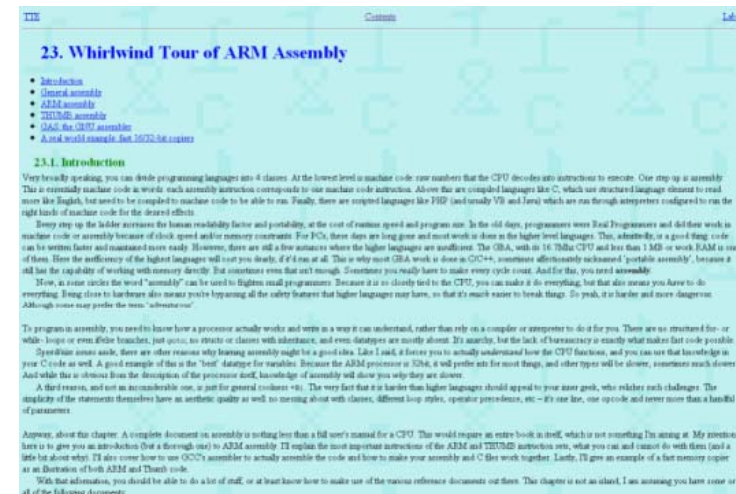 TTE Contents Lab
23. Whirlwind Tour of ARM Assembly
Introduction
General assembly
ARM assembly
THUMB assembly
GAS: the GNU assembler
A real world example: fast 16/32-bit copiers
23.1. Introduction
Very broadly speaking, you can divide programming languages into 4 classes. At the lowest level is machine code: raw numbers that the CPU decodes into instructions to execute. One step up is assembly.
This is essentially machine code in words: each assembly instruction corresponds to one machine code instruction. Above this are compiled languages like C, which use structured language element to read
more like English, but need to be compiled to machine code to be able to run. Finally, there are scripted languages like PHP (and usually VB and Java) which are run through interpreters configured to run the
right kinds of machine code for the desired effects.
Every step up the ladder increases the human readability factor and portability, at the cost of runtime speed and program size. In the old days, programmers were Real Programmers and did their work in
machine code or assembly because of clock speed and/or memory constraints. For PCs, these days are long gone and most work is done in the higher level languages. This, admittedly, is a good thing: code
can be written faster and maintained more easily. However, there are still a few instances where the higher languages are insufficient. The GBA, with its 16.7Mhz CPU and less than 1 MB or work RAM is one
of them. Here the inefficiency of the highest languages will cost you dearly, if it'd run at all. This is why most GBA work is done in C/C++, sometimes affectionately nicknamed 'portable assembly', because it
still has the capability of working with memory directly. But sometimes even that isn't enough. Sometimes you really have to make every cycle count. And for this, you need assembly.
Now, in some circles the word "assembly" can be used to frighten small programmers. Because it is so closely tied to the CPU, you can make it do everything, but that also means you have to do
everything. Being close to hardware also means you're bypassing all the safety features that higher languages may have, so that it's much easier to break things. So yeah, it is harder and more dangerous.
Although some may prefer the term 'adventurous'.
To program in assembly, you need to know how a processor actually works and write in a way it can understand, rather than rely on a compiler or interpreter to do it for you. There are no structured for- or
while- loops or even if/else branches, just goto; no structs or classes with inheritance, and even datatypes are mostly absent. It's anarchy, but the lack of bureaucracy is exactly what makes fast code possible.
Speed/size issues aside, there are other reasons why learning assembly might be a good idea. Like I said, it forces you to actually understand how the CPU functions, and you can use that knowledge in
your C code as well. A good example of this is the 'best' datatype for variables. Because the ARM processor is 32bit, it will prefer ints for most things, and other types will be slower, sometimes much slower.
And while this is obvious from the description of the processor itself, knowledge of assembly will show you why they are slower.
A third reason, and not an inconsiderable one, is just for general coolness =B). The very fact that it is harder than higher languages should appeal to your inner geek, who relishes such challenges. The
simplicity of the statements themselves have an aesthetic quality as well: no messing about with classes, different loop styles, operator precedence, etc – it's one line, one opcode and never more than a handful
of parameters.
Anyway, about this chapter. A complete document on assembly is nothing less than a full user's manual for a CPU. This would require an entire book in itself, which is not something I'm aiming at. My intention
here is to give you an introduction (but a thorough one) to ARM assembly. I'll explain the most important instructions of the ARM and THUMB instruction sets, what you can and cannot do with them (and a
little bit about why). I'll also cover how to use GCC's assembler to actually assemble the code and how to make your assembly and C files work together. Lastly, I'll give an example of a fast memory copier
as an illustration of both ARM and Thumb code.
With that information, you should be able to do a lot of stuff, or at least know how to make use of the various reference documents out there. This chapter is not an island, I am assuming you have some or
all of the following documents: